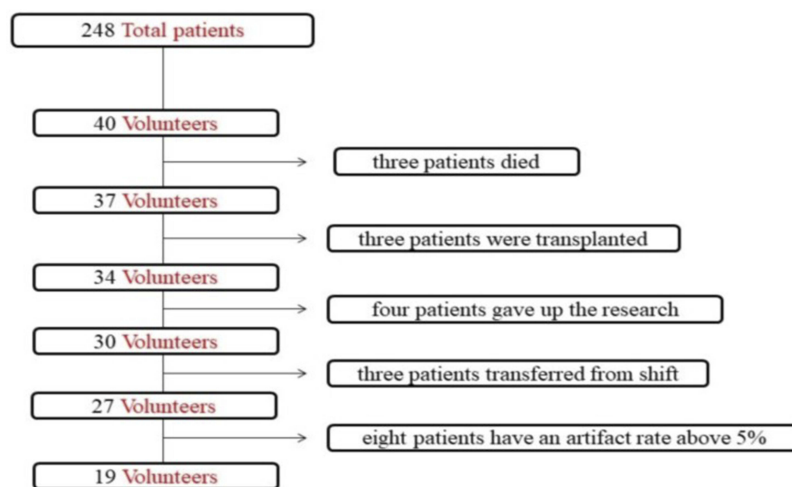 248 Total patients
40 Volunteers
three patients died
37 Volunteers
three patients were transplanted
34 Volunteers
four patients gave up the research
30 Volunteers
three patients transferred from shift
27 Volunteers
eight patients have an artifact rate above 5%
19 Volunteers